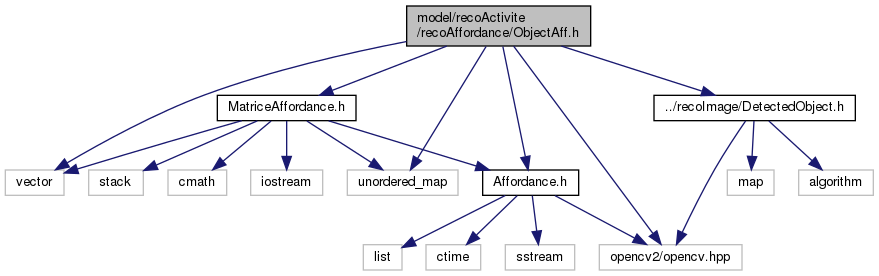 model/recoActivite
/recoAffordance/ObjectAff.h
MatriceAffordance.h
../recoImage/DetectedObject.h
vector
stack
cmath
iostream
unordered_map
Affordance.h
map
algorithm
list
ctime
sstream
opencv2/opencv.hpp